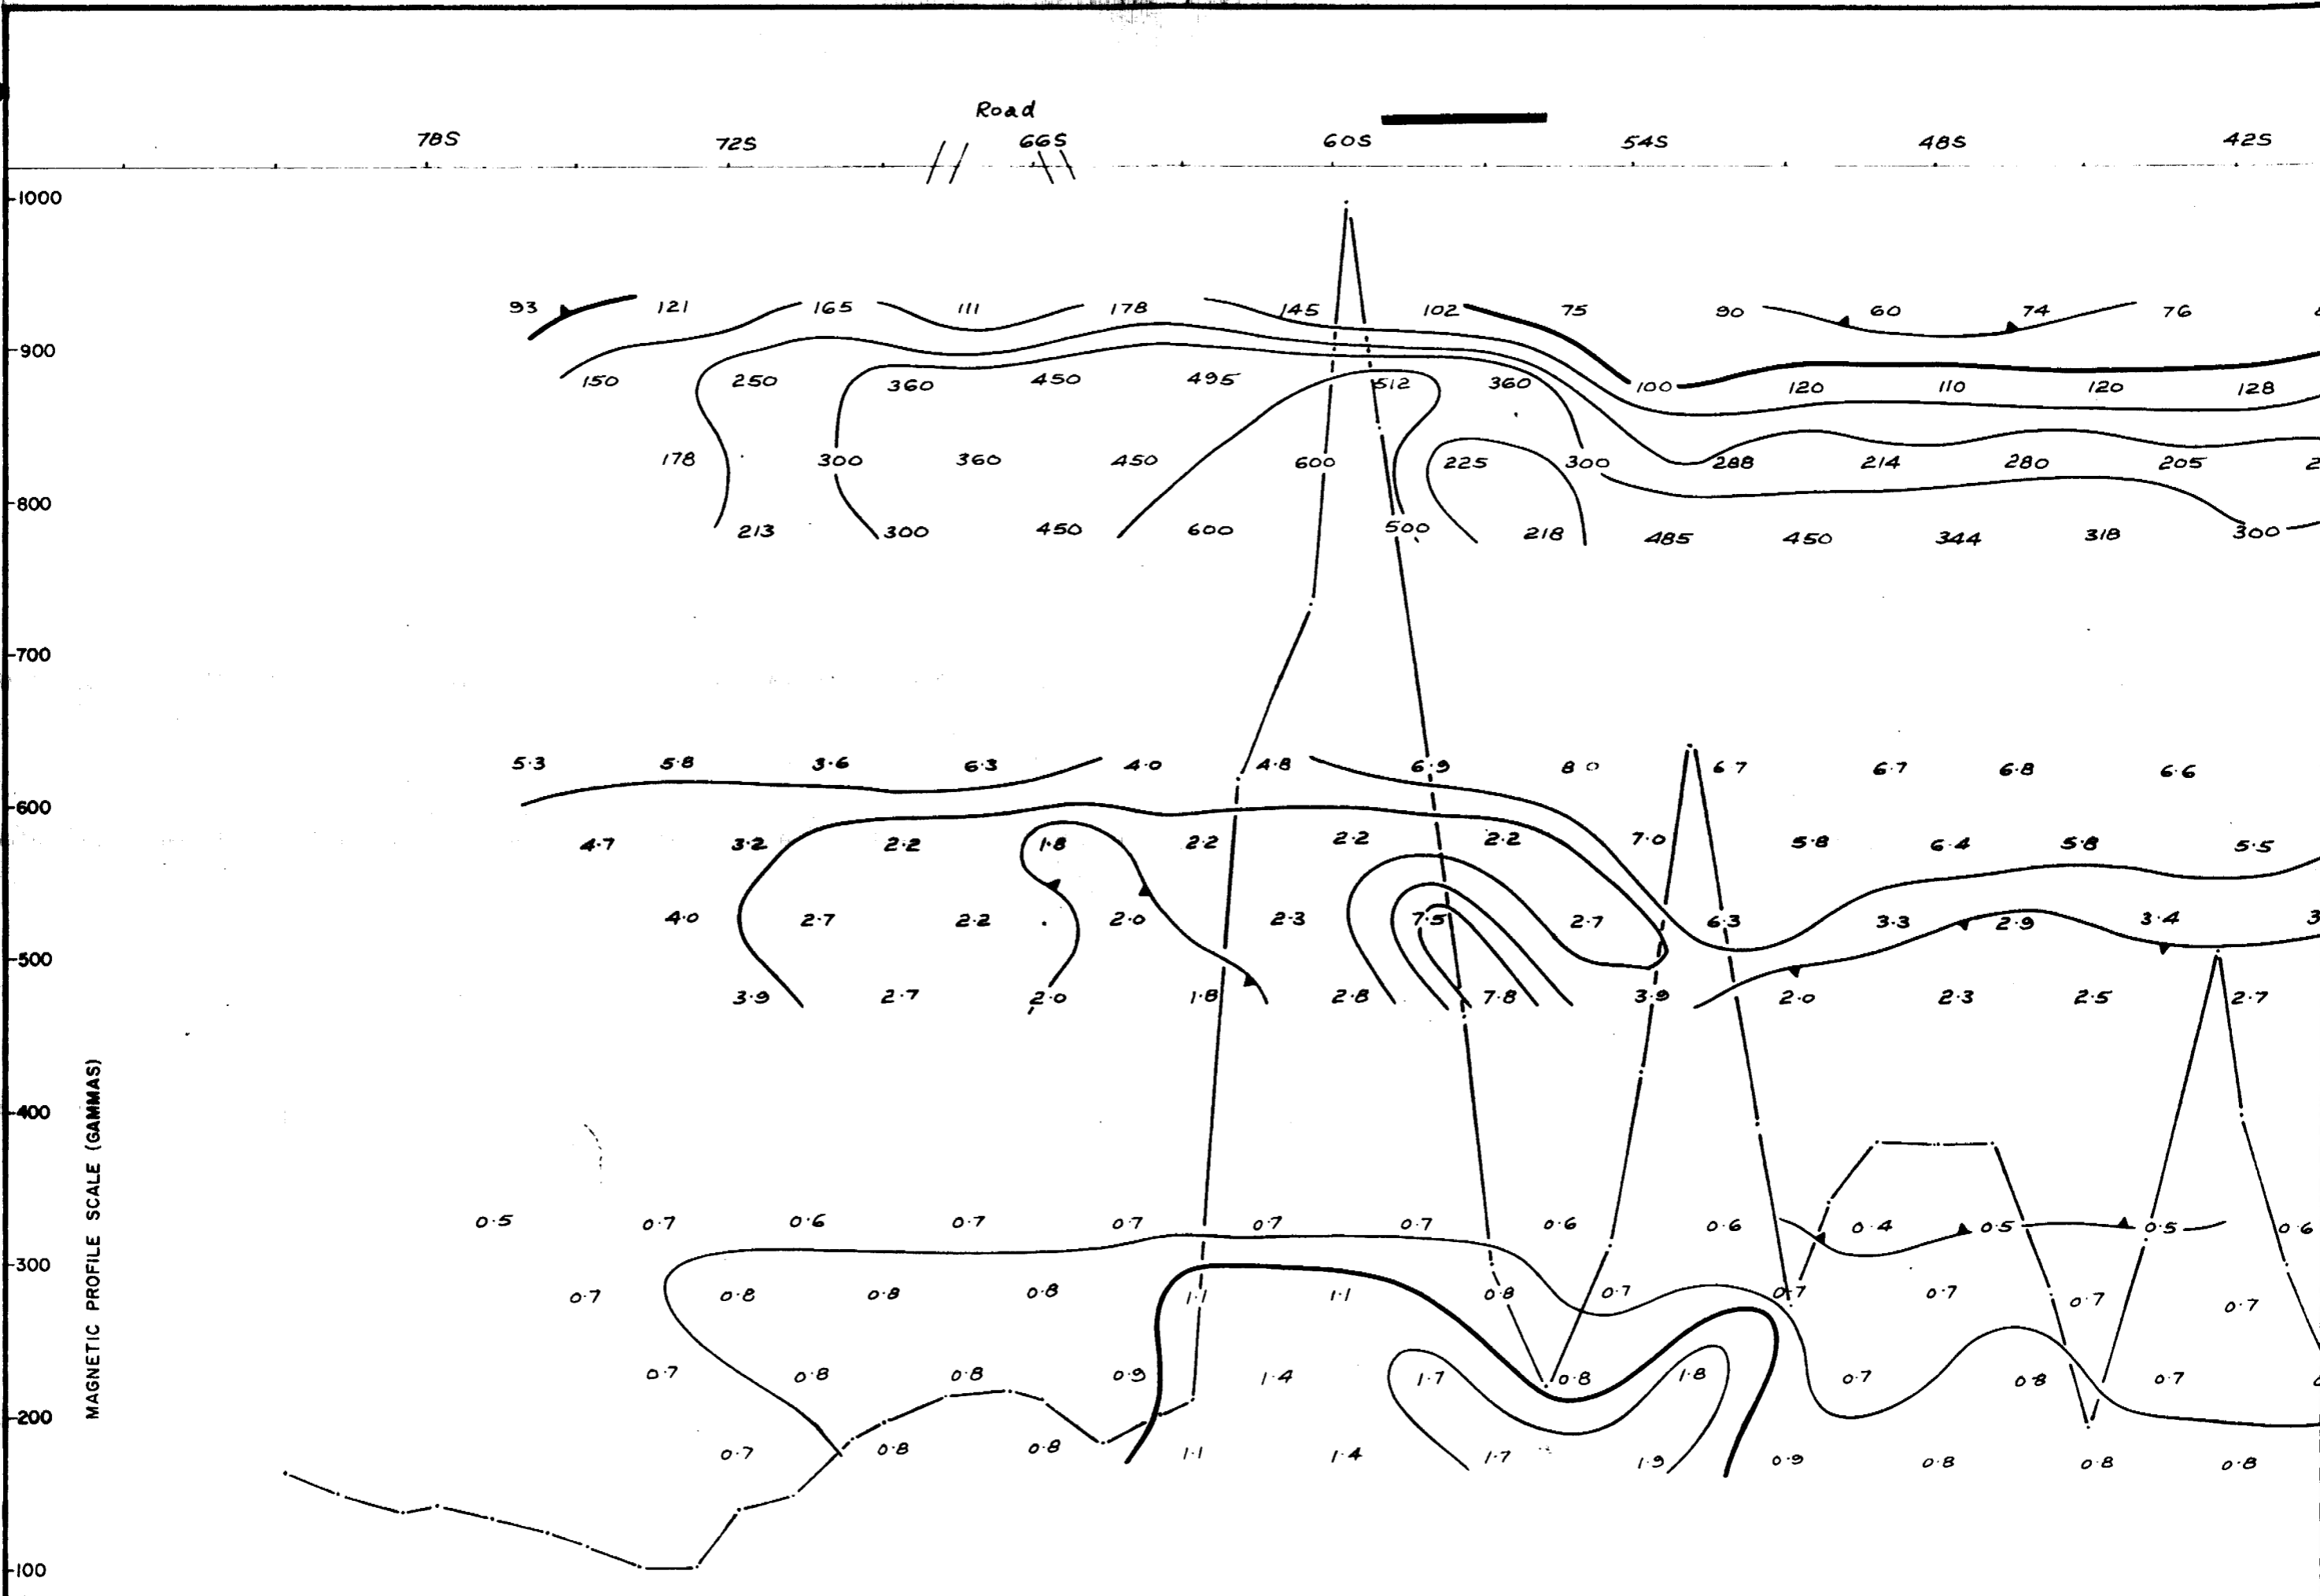 Road
78S 72S 66S 60S 54S 48S 42S
1000
93 121 165 111 178 145 102 75 90 60 74 76
900
150 250 360 450 495 512 360 100 120 110 120 128
178 300 360 450 600 225 300 288 214 280 205
800
213 300 450 600 500 218 485 450 344 318 300
700
5.3 5.8 3.6 6.3 4.0 4.8 6.9 8 0 6 7 6.7 6.8 6.6
600
4.7 3.2 2.2 1.8 2.2 2.2 2.2 7.0 5.8 6.4 5.8 5.5
4.0 2.7 2.2 2.0 2.3 7.5 2.7 6.3 3.3 2.9 3.4
500
3.9 2.7 2.0 1.8 2.8 7.8 3.9 2.0 2.3 2.5 2.7
400
MAGNETIC PROFILE SCALE (GAMMAS)
0.5 0.7 0.6 0.7 0.7 0.7 0.7 0.6 0.6 0.4 0.5 0.5 0.6
300
0.7 0.8 0.8 0.8 1.1 1.1 0.8 0.7 0.7 0.7 0.7 0.7
0.7 0.8 0.8 0.9 1.4 1.7 0.8 1.8 0.7 0.8 0.7
200
0.7 0.8 0.8 1.1 1.4 1.7 1.9 0.9 0.8 0.8 0.8
100